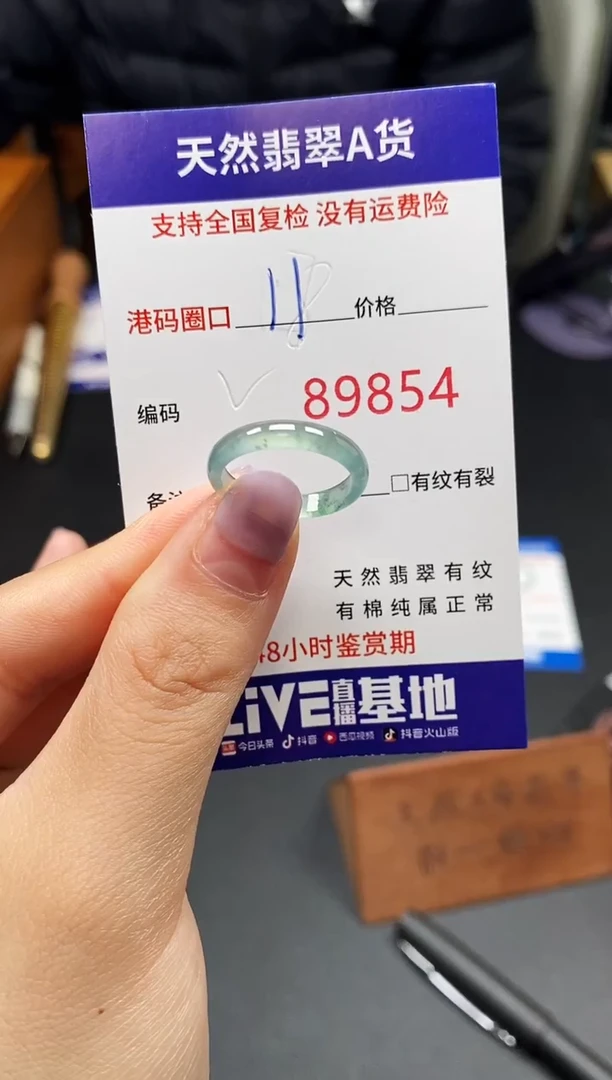 天然翡翠A货
支持全国复检 没有运费险
港码圈口 11 价格
编码 89854
□有纹有裂
天然翡翠有纹
有棉纯属正常
48小时鉴赏期
LIVE直播基地
今日头条 抖音 西瓜视频 抖音火山版